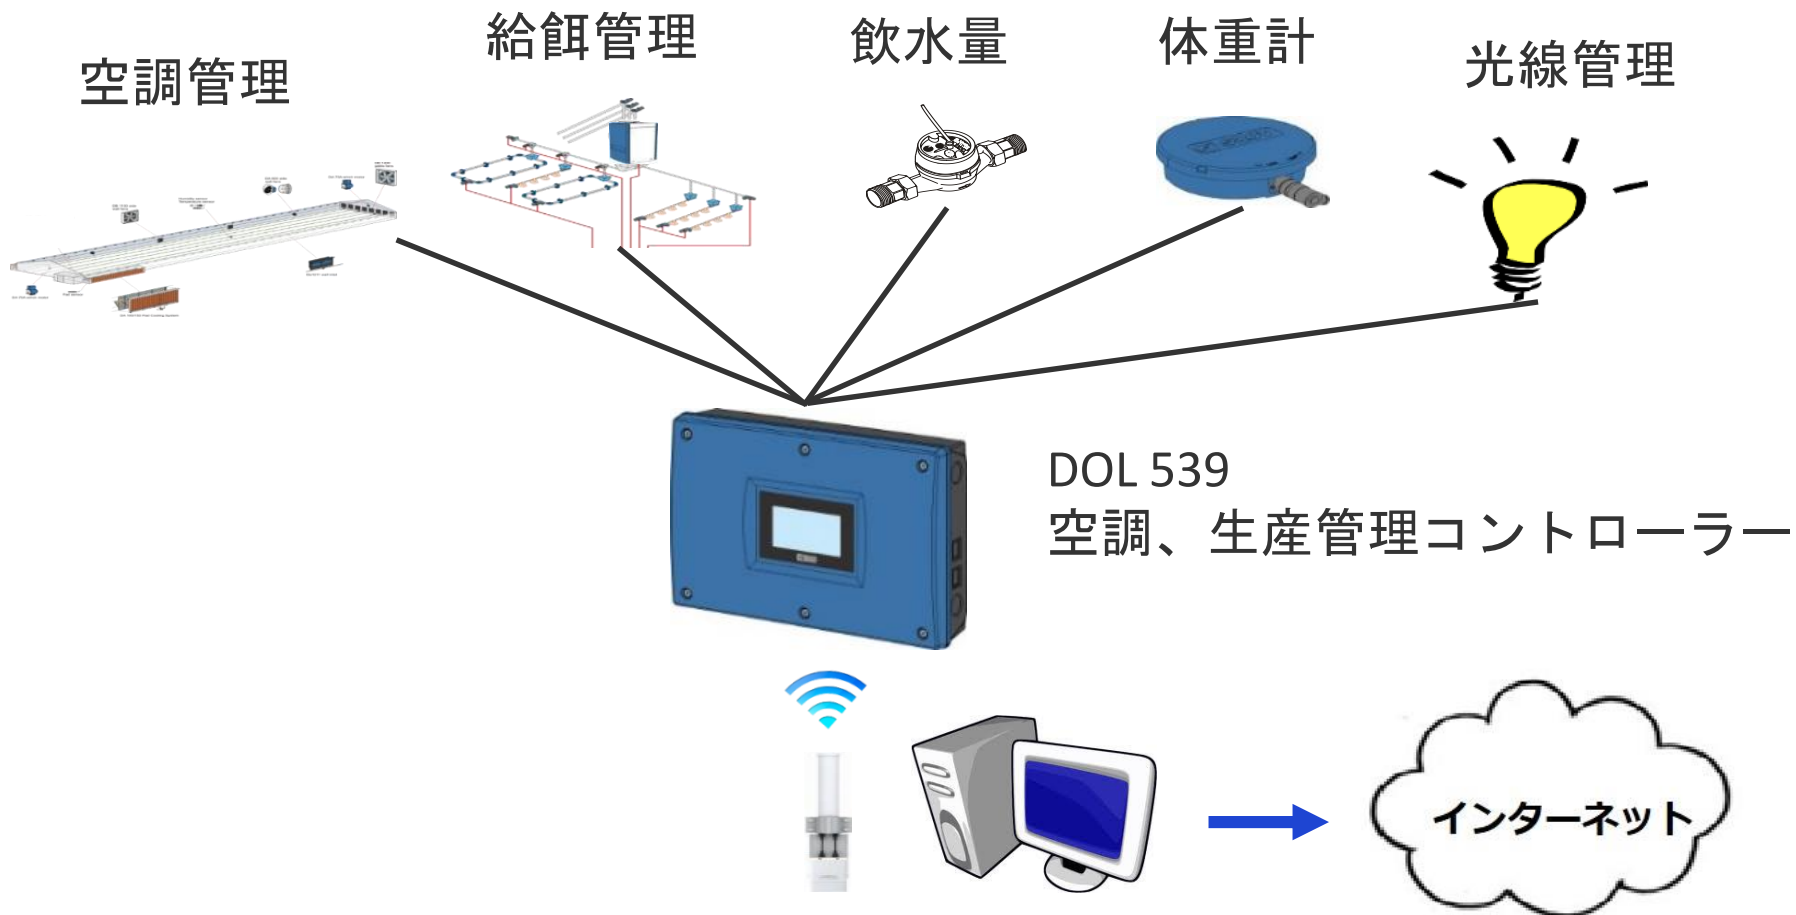 空調管理
給餌管理
飲水量
体重計
光線管理
DOL 539
空調、生産管理コントローラー
インターネット